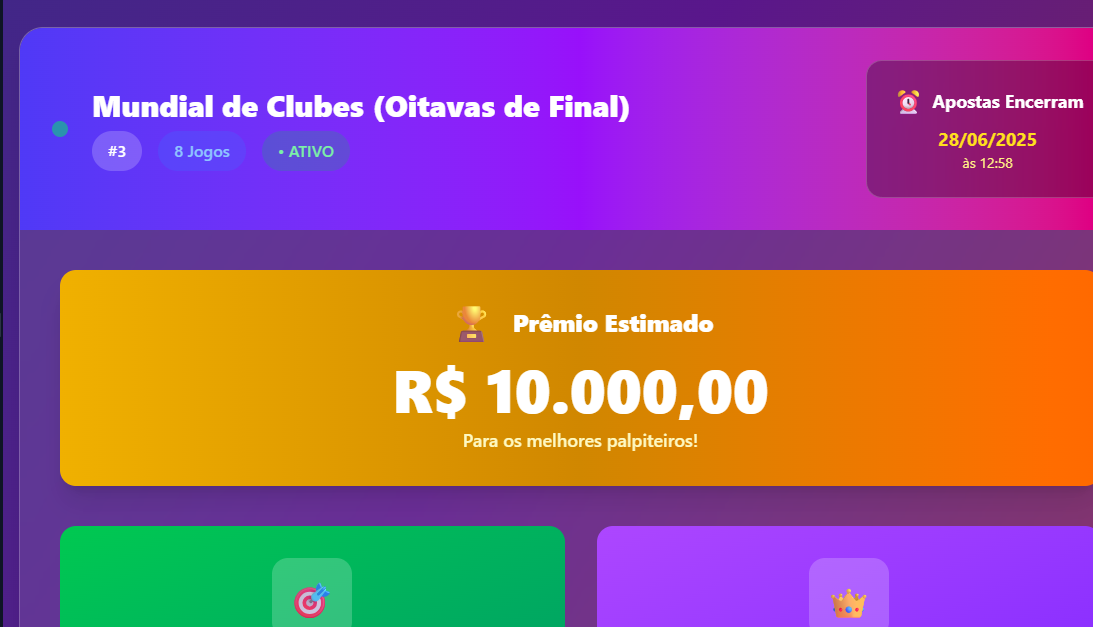 Mundial de Clubes (Oitavas de Final)
#3
8 Jogos
• ATIVO
Apostas Encerram
28/06/2025
às 12:58
Prêmio Estimado
R$ 10.000,00
Para os melhores palpiteiros!